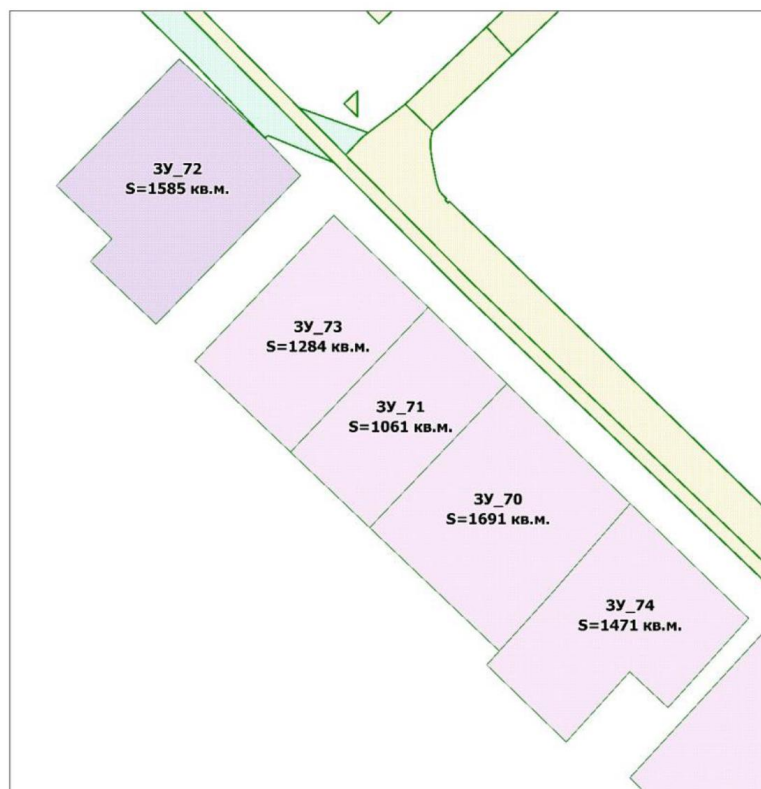 ЗУ_72
S=1585 кв.м.
ЗУ_73
S=1284 кв.м.
ЗУ_71
S=1061 кв.м.
ЗУ_70
S=1691 кв.м.
ЗУ_74
S=1471 кв.м.